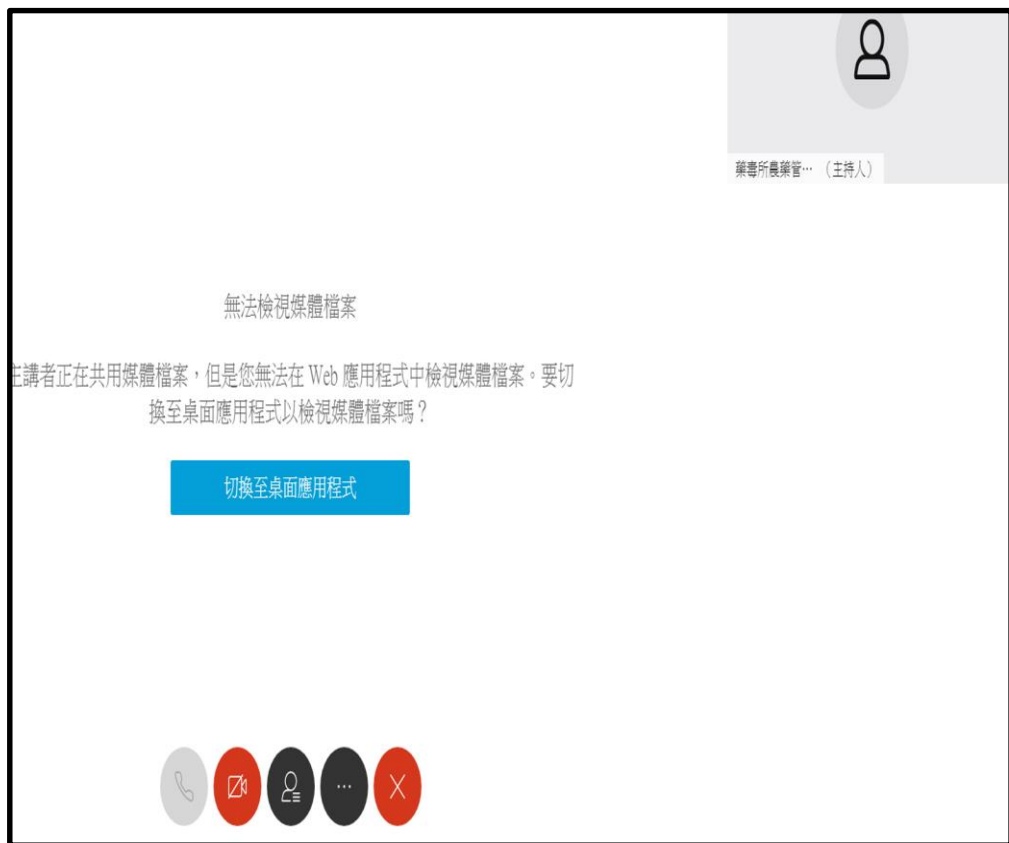 藥毒所農藥管… （主持人）
無法檢視媒體檔案
主講者正在共用媒體檔案，但是您無法在 Web 應用程式中檢視媒體檔案。要切
換至桌面應用程式以檢視媒體檔案嗎？
切換至桌面應用程式